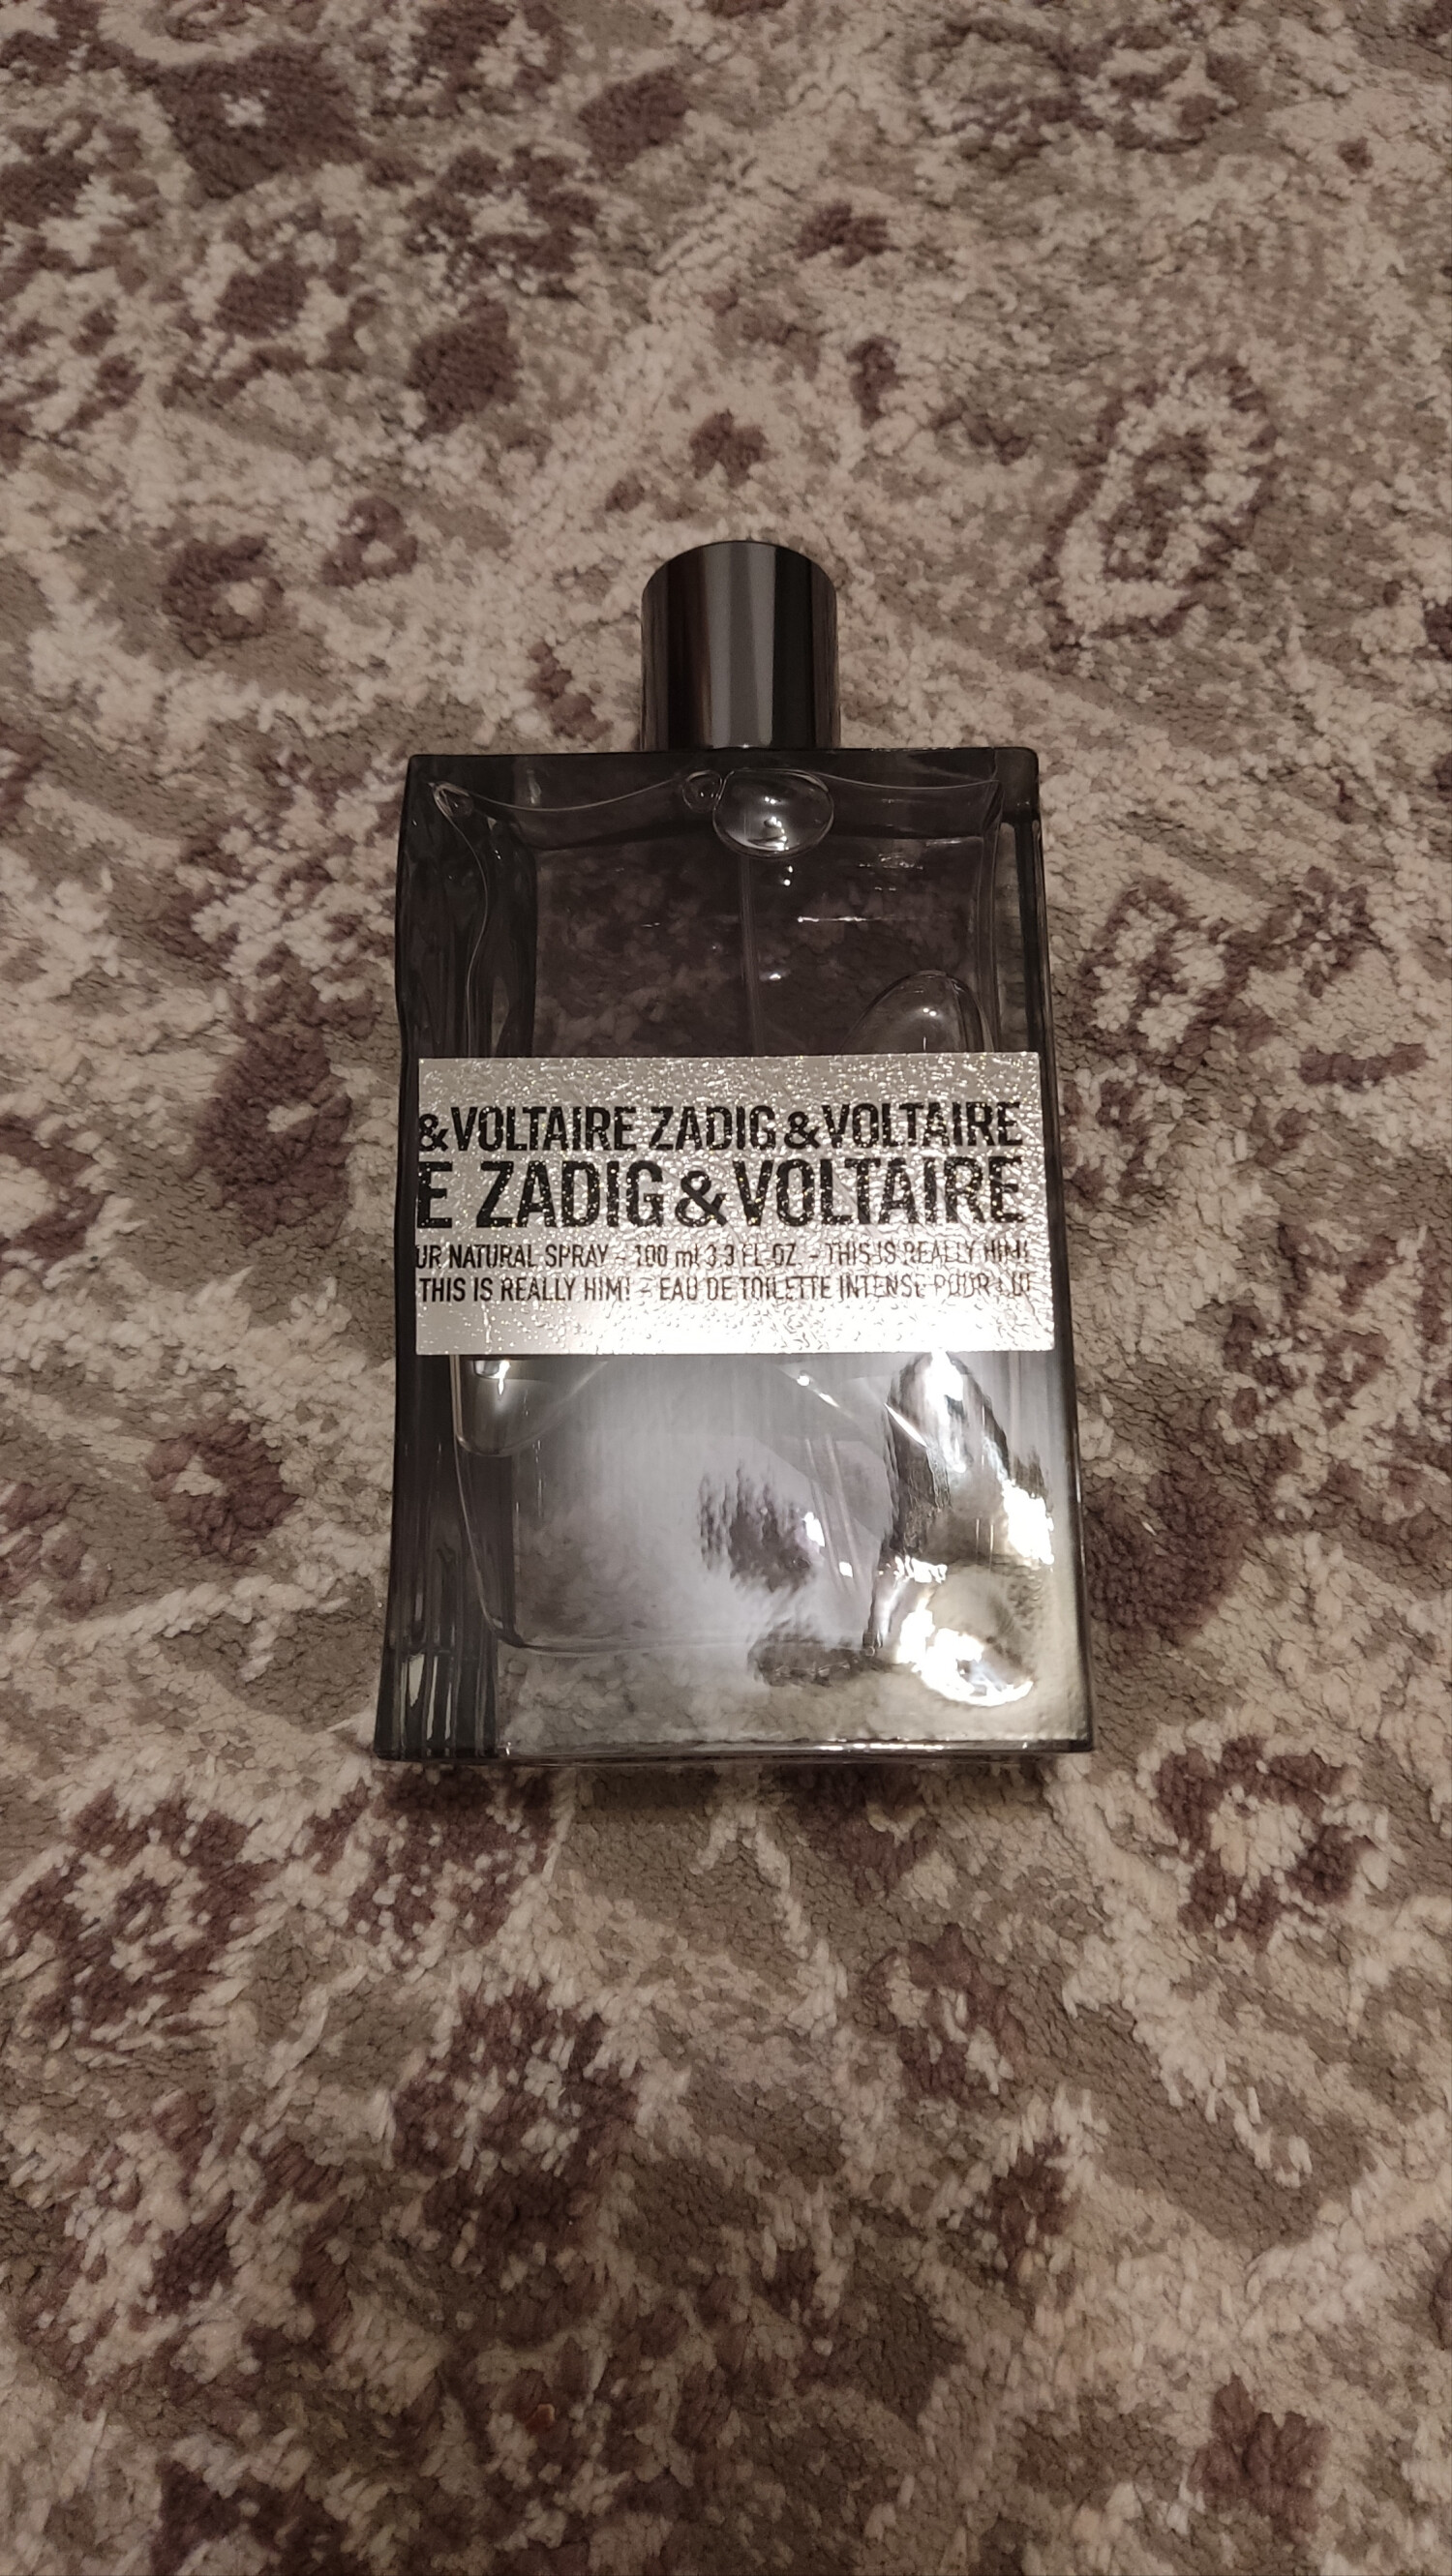 &VOLTAIRE ZADIG&VOLTAIRE
E ZADIG&VOLTAIRE
UR NATURAL SPRAY - 100 ml 3.3 FL.OZ. - THIS IS REALLY HIM!
THIS IS REALLY HIM! - EAU DE TOILETTE INTENSE POUR LUI